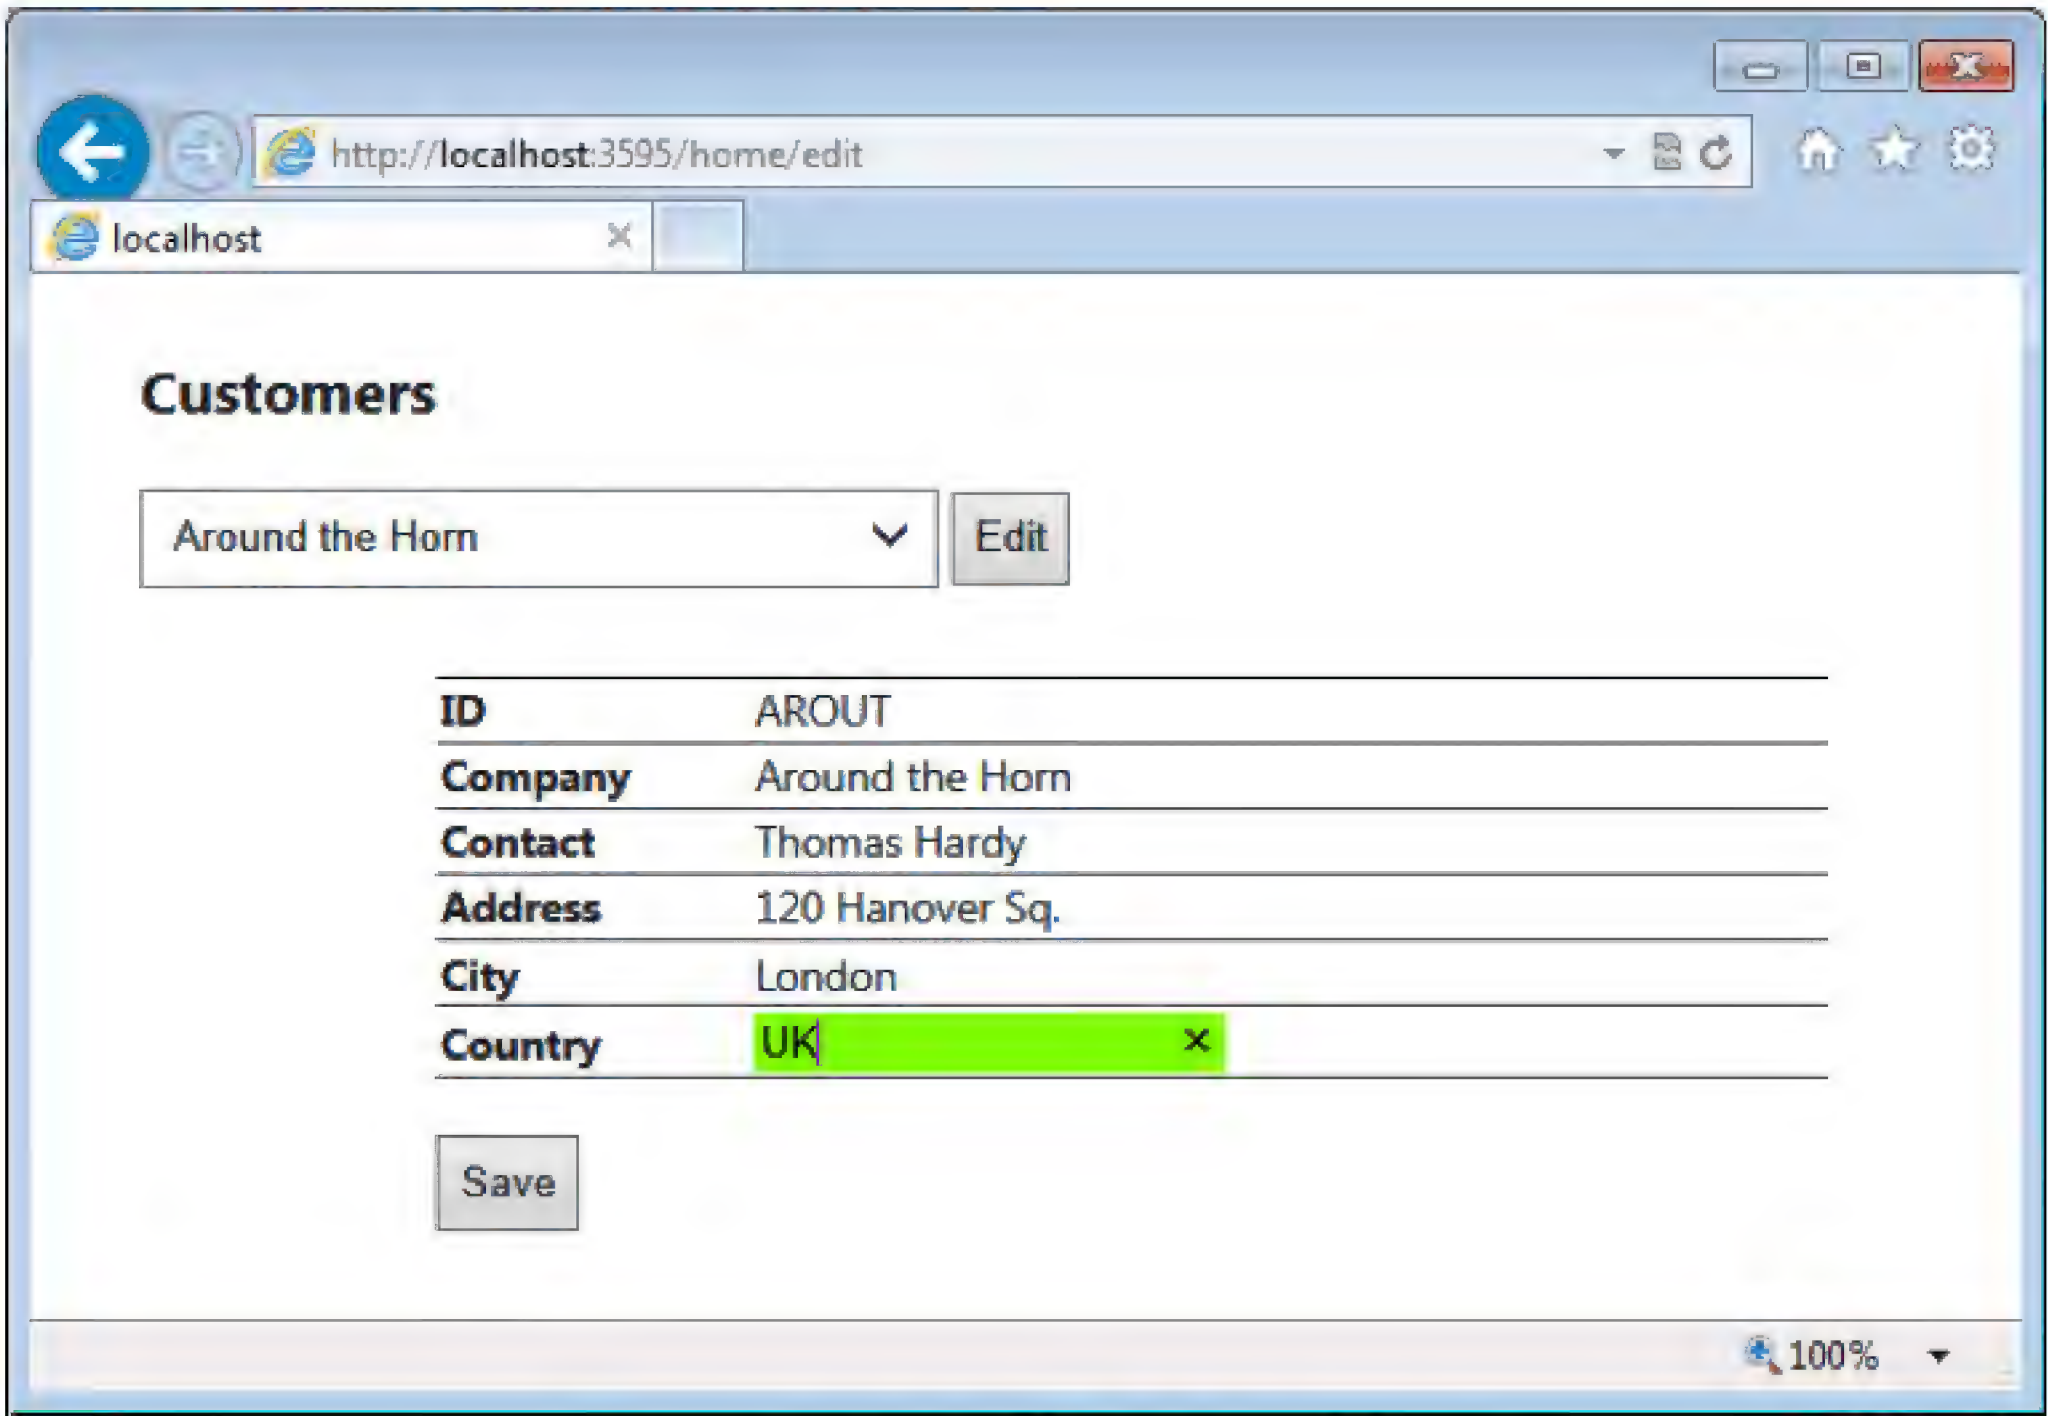 http://localhost:3595/home/edit
localhost
Customers
Around the Horn
Edit
ID AROUT
Company Around the Horn
Contact Thomas Hardy
Address 120 Hanover Sq.
City London
Country UK
Save
100%